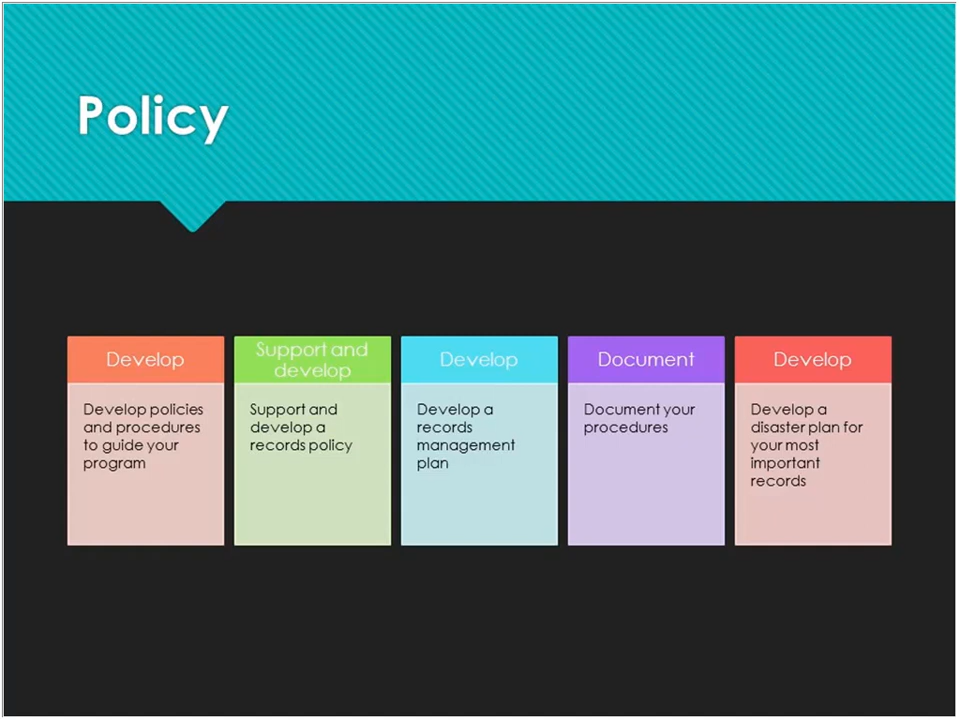 Policy
Develop
Develop policies
and procedures
to guide your
program
Support and
develop
Support and
develop a
records policy
Develop
Develop a
records
management
plan
Document
Document your
procedures
Develop
Develop a
disaster plan for
your most
important
records